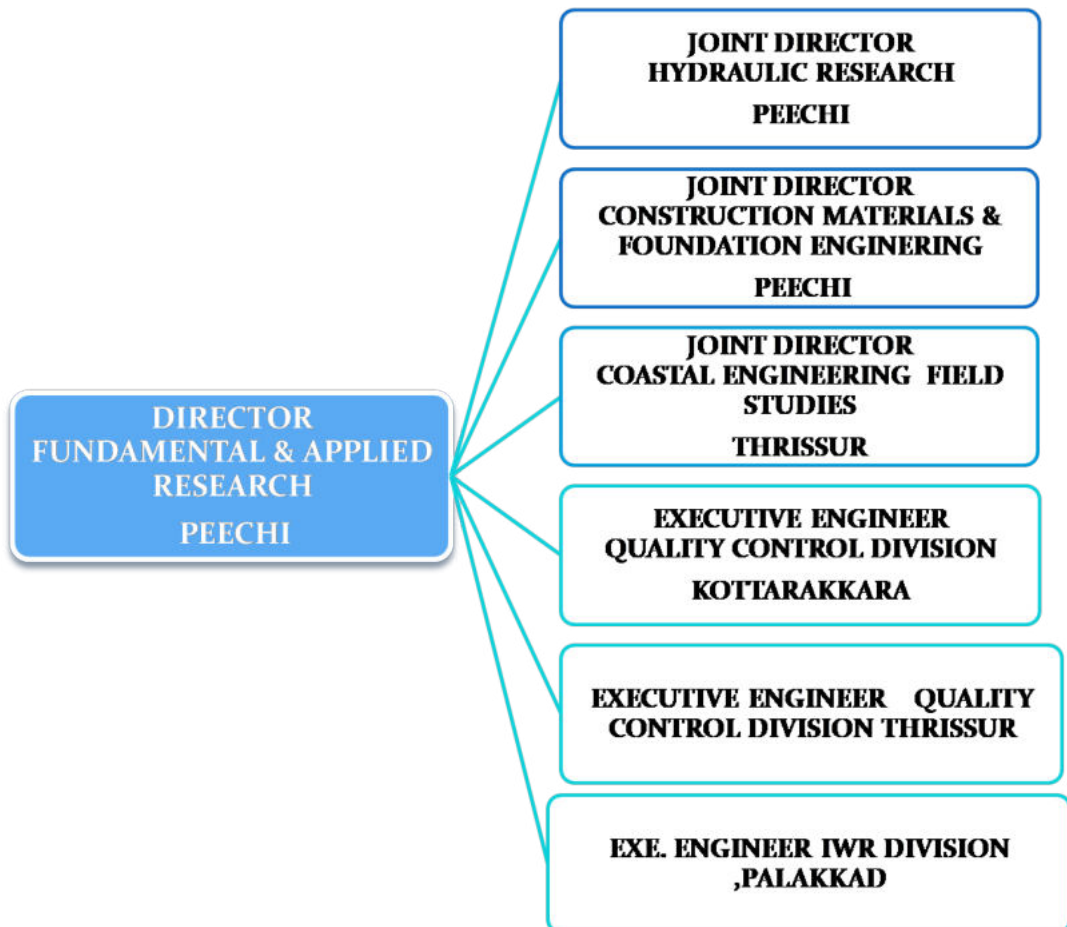 JOINT DIRECTOR
HYDRAULIC RESEARCH
PEECHI
JOINT DIRECTOR
CONSTRUCTION MATERIALS &
FOUNDATION ENGINERING
PEECHI
JOINT DIRECTOR
COASTAL ENGINEERING FIELD
STUDIES
THRISSUR
DIRECTOR
FUNDAMENTAL & APPLIED
RESEARCH
PEECHI
EXECUTIVE ENGINEER
QUALITY CONTROL DIVISION
KOTTARAKKARA
EXECUTIVE ENGINEER QUALITY
CONTROL DIVISION THRISSUR
EXE. ENGINEER IWR DIVISION
,PALAKKAD